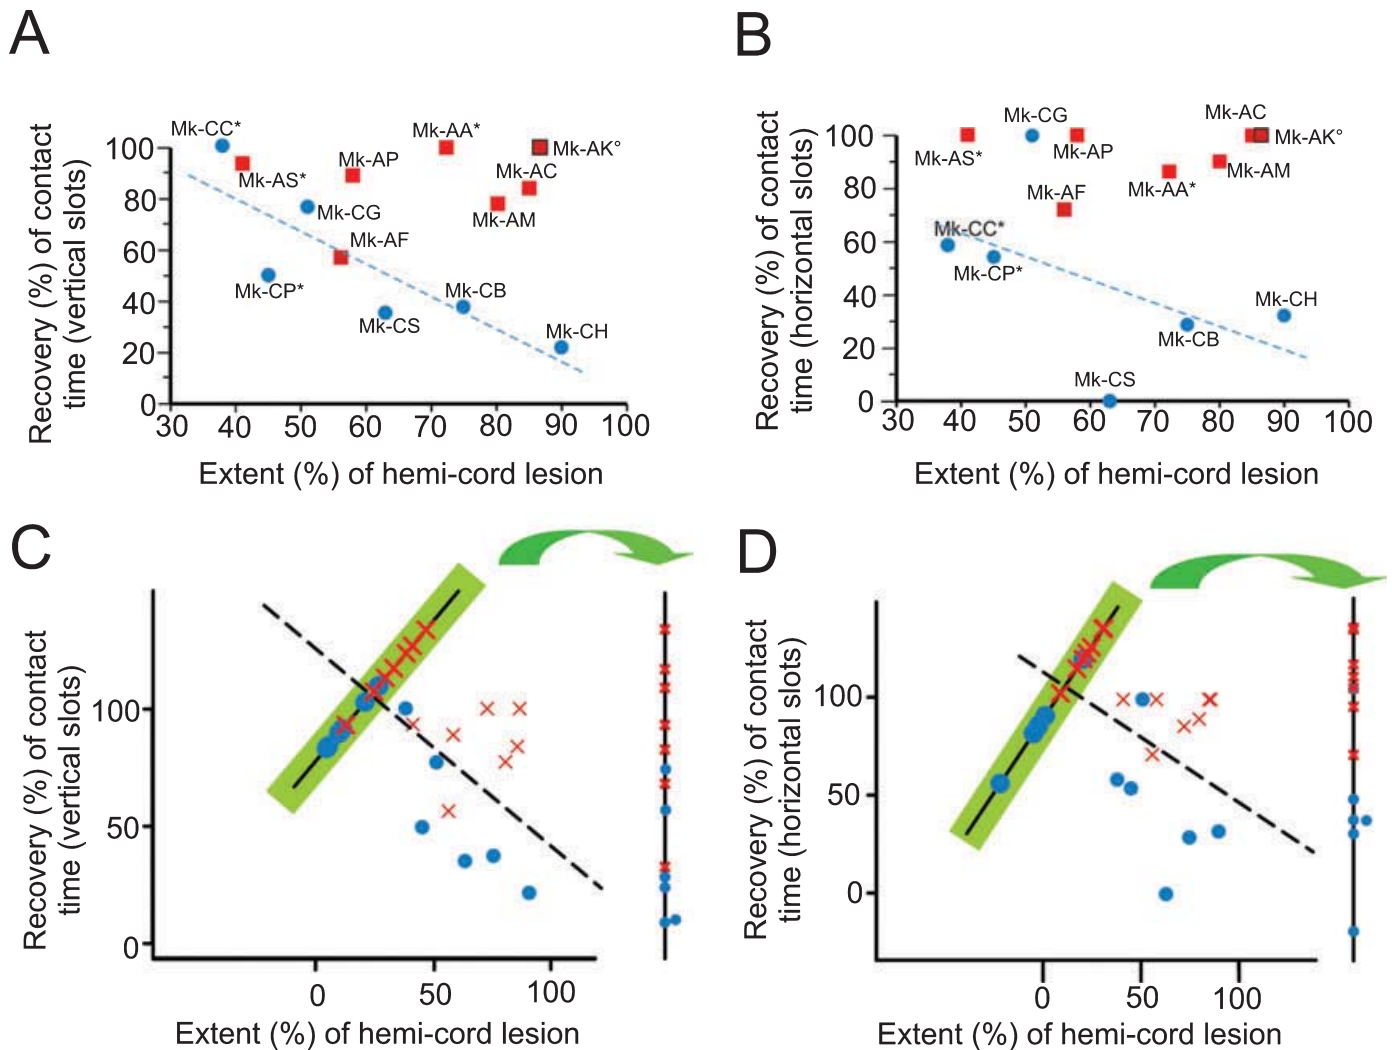 A
Recovery (%) of contact
time (vertical slots)
100
80
60
40
20
0
30 40 50 60 70 80 90 100
Extent (%) of hemi-cord lesion
Mk-CC*
Mk-AS*
Mk-CG
Mk-AP
Mk-AF
Mk-CP*
Mk-AA*
Mk-AK°
Mk-AC
Mk-AM
Mk-CS
Mk-CB
Mk-CH
B
Recovery (%) of contact
time (horizontal slots)
100
80
60
40
20
0
30 40 50 60 70 80 90 100
Extent (%) of hemi-cord lesion
Mk-AS*
Mk-CG
Mk-AP
Mk-AC
Mk-AK°
Mk-AM
Mk-AA*
Mk-AF
Mk-CC*
Mk-CP*
Mk-CB
Mk-CH
Mk-CS
C
Recovery (%) of contact
time (vertical slots)
100
50
0
0 50 100
Extent (%) of hemi-cord lesion
D
Recovery (%) of contact
time (horizontal slots)
100
50
0
0 50 100
Extent (%) of hemi-cord lesion